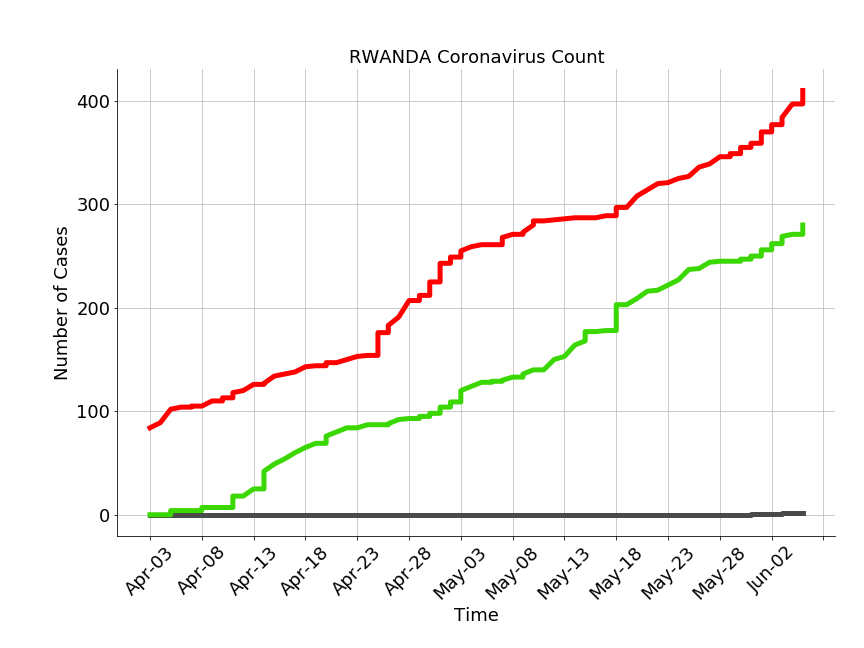 RWANDA Coronavirus Count
Number of Cases
400
300
200
100
0
Apr-03
Apr-08
Apr-13
Apr-18
Apr-23
Apr-28
May-03
May-08
May-13
May-18
May-23
May-28
Jun-02
Time